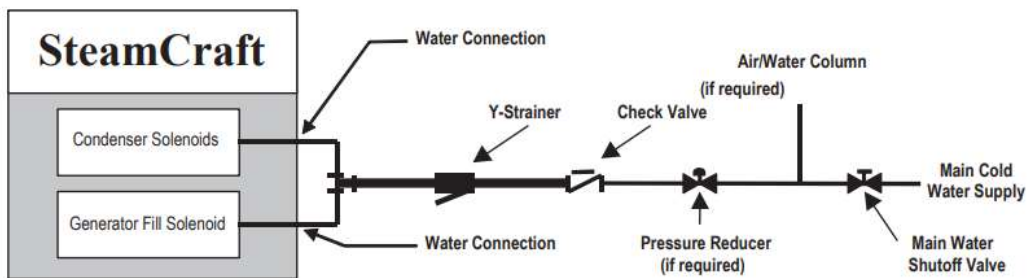 SteamCraft
Water Connection
Air/Water Column
(if required)
Y-Strainer
Check Valve
Condenser Solenoids
Main Cold
Water Supply
Generator Fill Solenoid
Water Connection
Pressure Reducer
(if required)
Main Water
Shutoff Valve